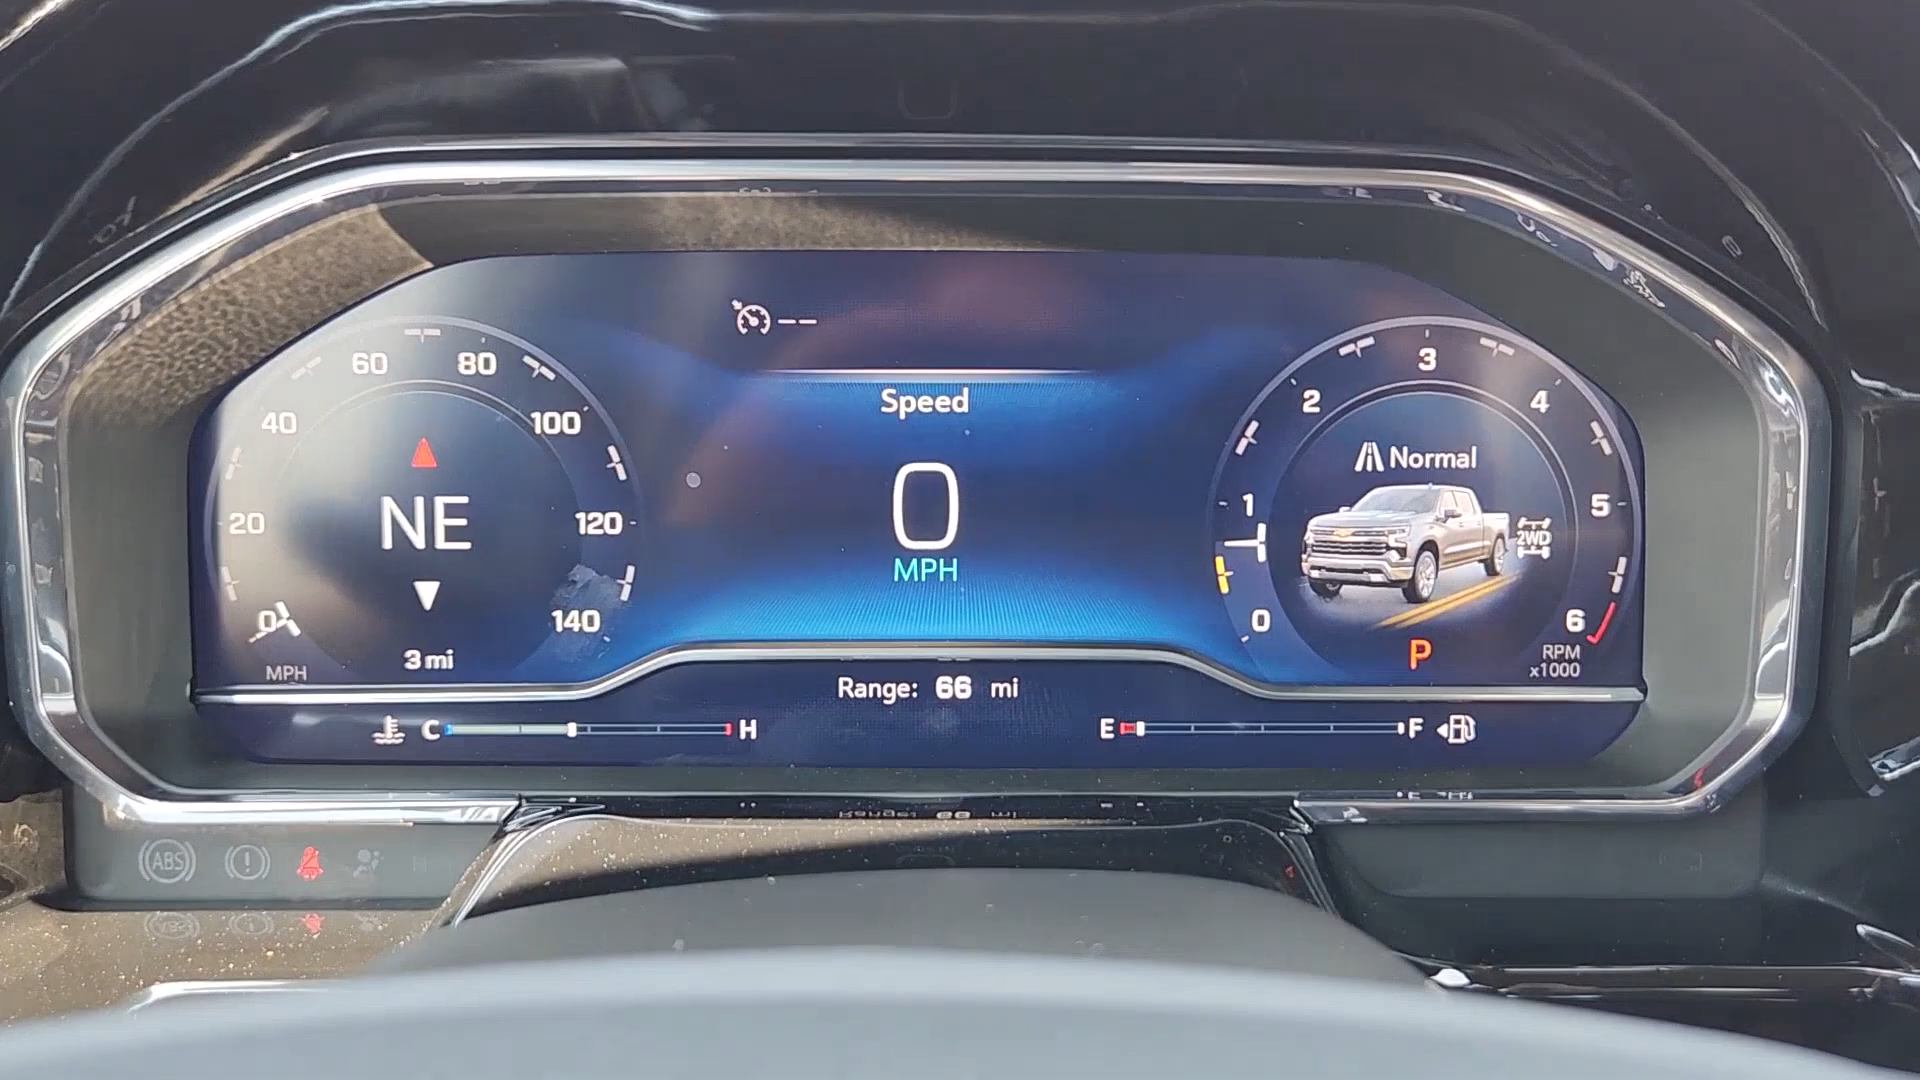 --
Speed
0
MPH
0
20
40
60
80
100
120
140
MPH
NE
3 mi
0
1
2
3
4
5
6
RPM
x1000
Normal
2WD
P
Range: 66 mi
C H
E F
ABS